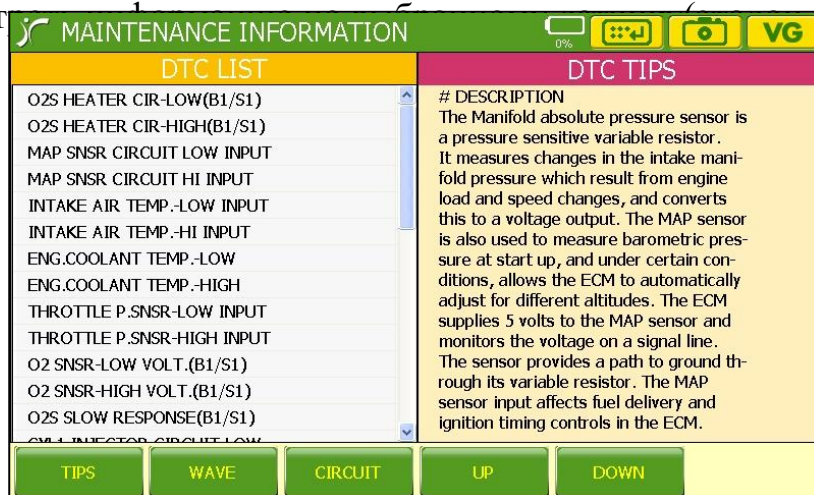 MAINTENANCE INFORMATION
0%
VG
DTC LIST
O2S HEATER CIR-LOW(B1/S1)
O2S HEATER CIR-HIGH(B1/S1)
MAP SNSR CIRCUIT LOW INPUT
MAP SNSR CIRCUIT HI INPUT
INTAKE AIR TEMP.-LOW INPUT
INTAKE AIR TEMP.-HI INPUT
ENG.COOLANT TEMP.-LOW
ENG.COOLANT TEMP.-HIGH
THROTTLE P.SNSR-LOW INPUT
THROTTLE P.SNSR-HIGH INPUT
O2 SNSR-LOW VOLT.(B1/S1)
O2 SNSR-HIGH VOLT.(B1/S1)
O2S SLOW RESPONSE(B1/S1)
CYL1 INJECTOR CIRCUIT LOW
DTC TIPS
# DESCRIPTION
The Manifold absolute pressure sensor is
a pressure sensitive variable resistor.
It measures changes in the intake mani-
fold pressure which result from engine
load and speed changes, and converts
this to a voltage output. The MAP sensor
is also used to measure barometric pres-
sure at start up, and under certain con-
ditions, allows the ECM to automatically
adjust for different altitudes. The ECM
supplies 5 volts to the MAP sensor and
monitors the voltage on a signal line.
The sensor provides a path to ground th-
rough its variable resistor. The MAP
sensor input affects fuel delivery and
ignition timing controls in the ECM.
TIPS
WAVE
CIRCUIT
UP
DOWN